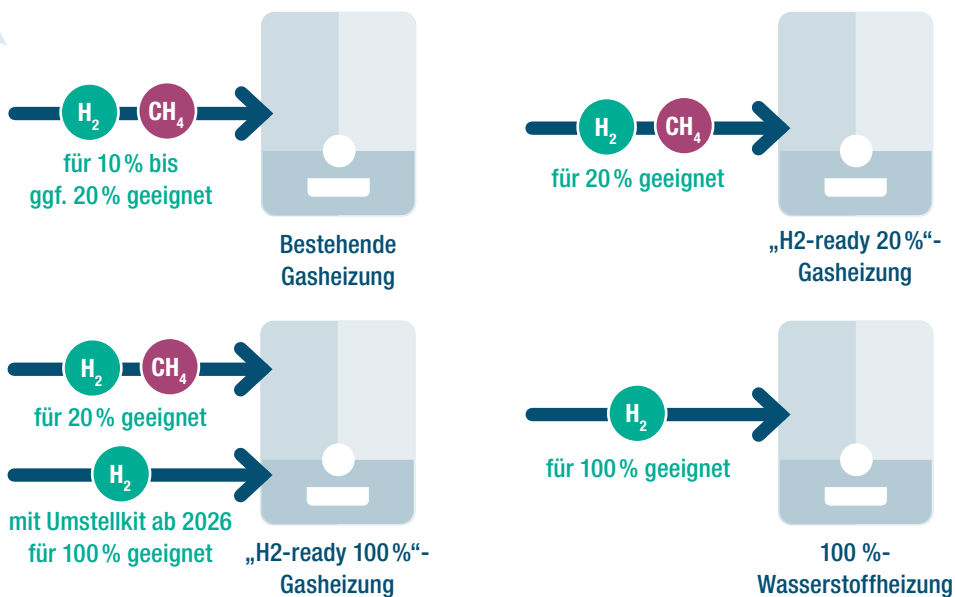 H2 CH4
für 10 % bis
ggf. 20 % geeignet
Bestehende
Gasheizung
H2 CH4
für 20 % geeignet
„H2-ready 20 %“-
Gasheizung
H2 CH4
für 20 % geeignet
H2
mit Umstellkit ab 2026
für 100 % geeignet
„H2-ready 100 %“-
Gasheizung
H2
für 100 % geeignet
100 %-
Wasserstoffheizung